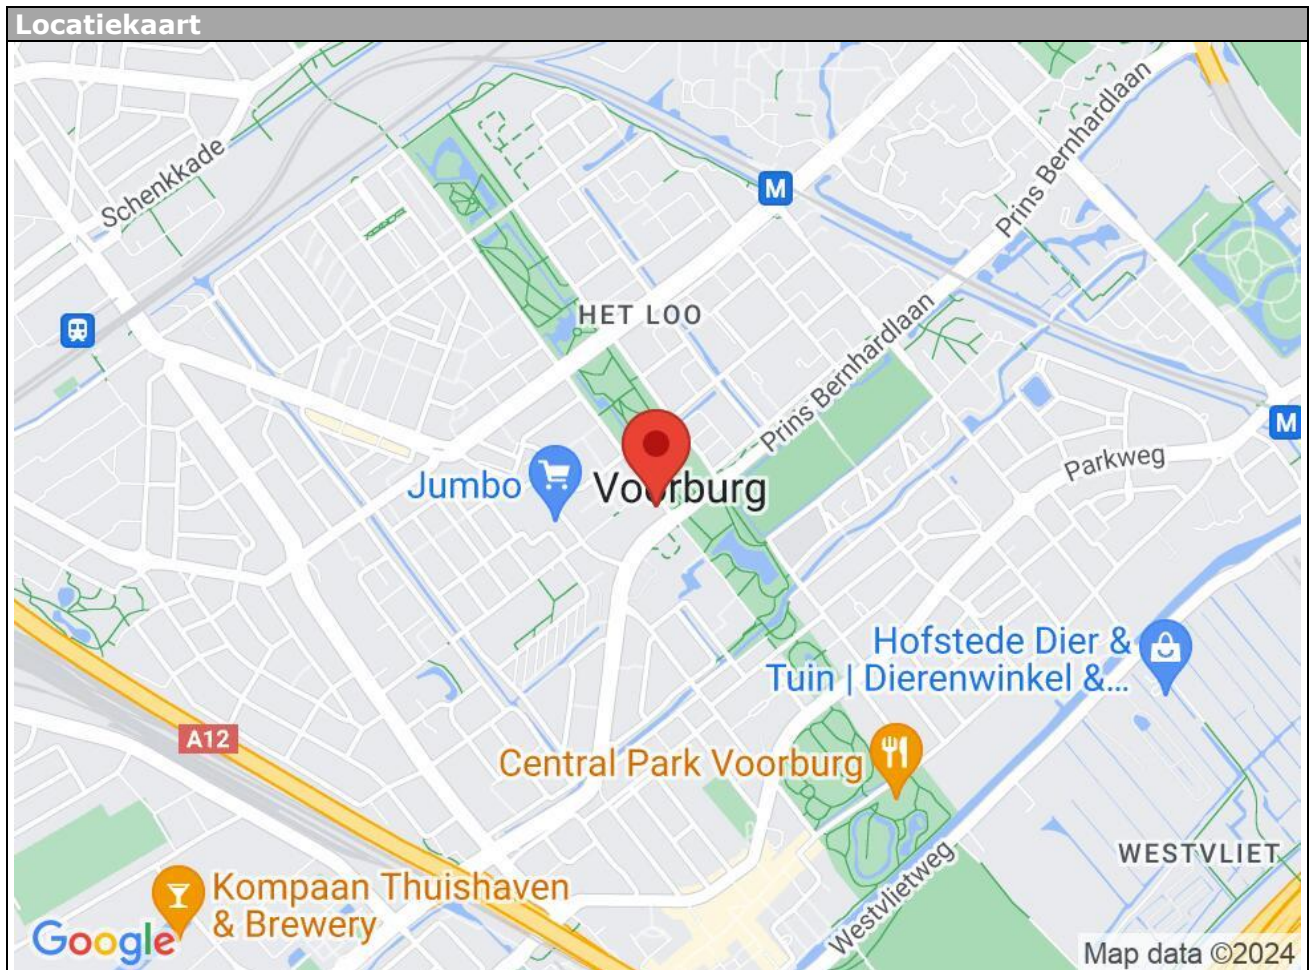 Locatiekaart
Schenkkade
M
Prins Bernhardlaan
HET LOO
Prins Bernhardlaan
M
Parkweg
Jumbo
Voorburg
Hofstede Dier &
Tuin | Dierenwinkel &...
A12
Central Park Voorburg
WESTVLIET
Westvlietweg
Kompaan Thuishaven
& Brewery
Google
Map data ©2024